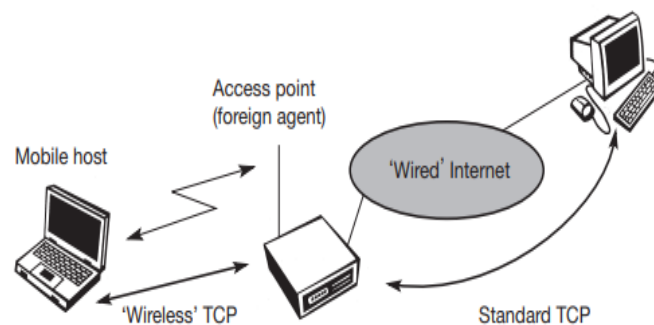 Access point
(foreign agent)
Mobile host
‘Wired’ Internet
‘Wireless’ TCP
Standard TCP